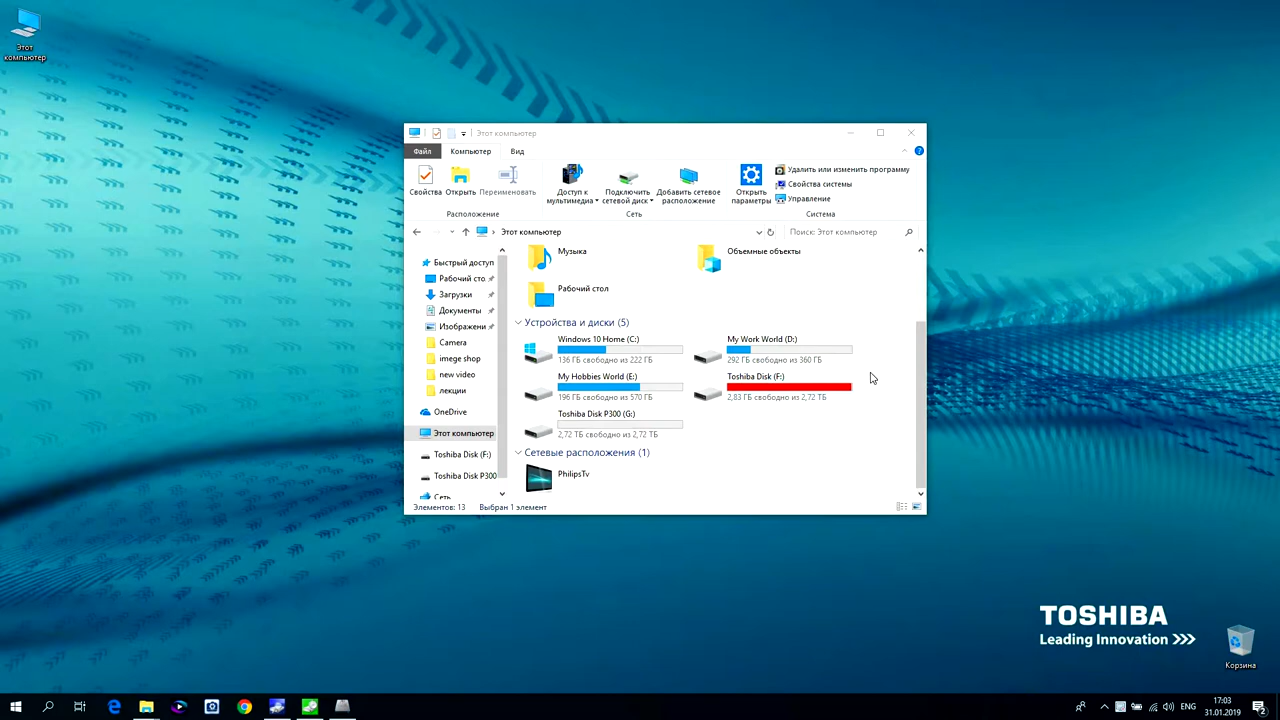 Этот
компьютер
Этот компьютер
Файл
Компьютер
Вид
Свойства
Открыть
Переименовать
Доступ к
мультимедиа
Подключить
сетевой диск
Добавить сетевое
расположение
Открыть
параметры
Удалить или изменить программу
Свойства системы
Управление
Расположение
Сеть
Система
Этот компьютер
Поиск: Этот компьютер
Быстрый доступ
Рабочий сто.
Загрузки
Документы
Изображени
Camera
imege shop
new video
лекции
OneDrive
Этот компьютер
Toshiba Disk (F:)
Toshiba Disk P300
Сеть
Музыка
Объемные объекты
Рабочий стол
Устройства и диски (5)
Windows 10 Home (C:)
136 ГБ свободно из 222 ГБ
My Work World (D:)
292 ГБ свободно из 360 ГБ
My Hobbies World (E:)
196 ГБ свободно из 570 ГБ
Toshiba Disk (F:)
2,83 ГБ свободно из 2,72 ТБ
Toshiba Disk P300 (G:)
2,72 ТБ свободно из 2,72 ТБ
Сетевые расположения (1)
PhilipsTv
Элементов: 13
Выбран 1 элемент
TOSHIBA
Leading Innovation >>>
Корзина
ENG
17:03
31.01.2019
2